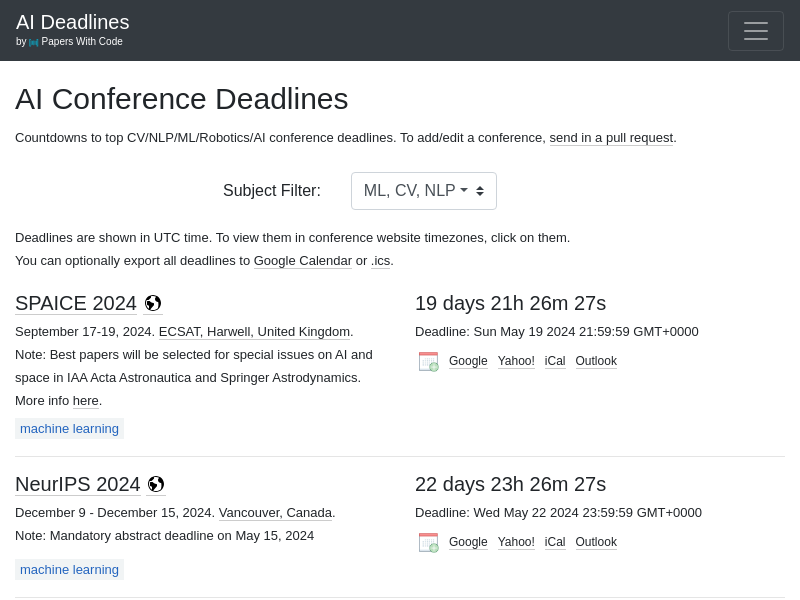 AI Deadlines
by Papers With Code
AI Conference Deadlines
Countdowns to top CV/NLP/ML/Robotics/AI conference deadlines. To add/edit a conference, send in a pull request.
Subject Filter: ML, CV, NLP
Deadlines are shown in UTC time. To view them in conference website timezones, click on them.
You can optionally export all deadlines to Google Calendar or .ics.
SPAICE 2024
September 17-19, 2024. ECSAT, Harwell, United Kingdom.
Note: Best papers will be selected for special issues on AI and
space in IAA Acta Astronautica and Springer Astrodynamics.
More info here.
machine learning
19 days 21h 26m 27s
Deadline: Sun May 19 2024 21:59:59 GMT+0000
Google Yahoo! iCal Outlook
NeurIPS 2024
December 9 - December 15, 2024. Vancouver, Canada.
Note: Mandatory abstract deadline on May 15, 2024
machine learning
22 days 23h 26m 27s
Deadline: Wed May 22 2024 23:59:59 GMT+0000
Google Yahoo! iCal Outlook